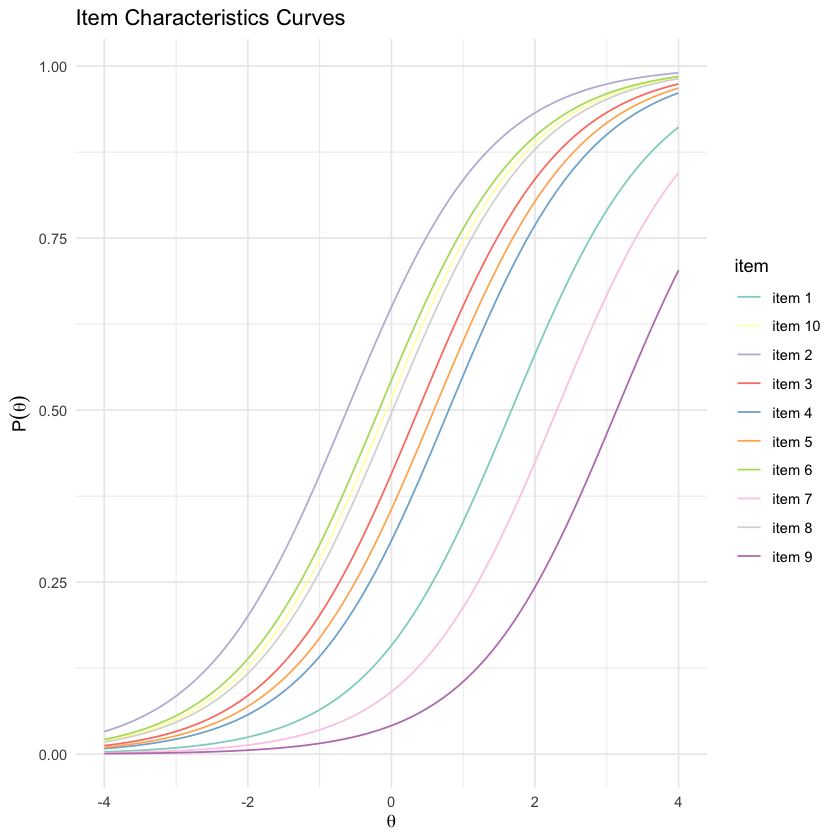 Item Characteristics Curves
1.00
0.75
0.50
0.25
0.00
P(θ)
-4 -2 0 2 4
θ
item
item 1
item 10
item 2
item 3
item 4
item 5
item 6
item 7
item 8
item 9